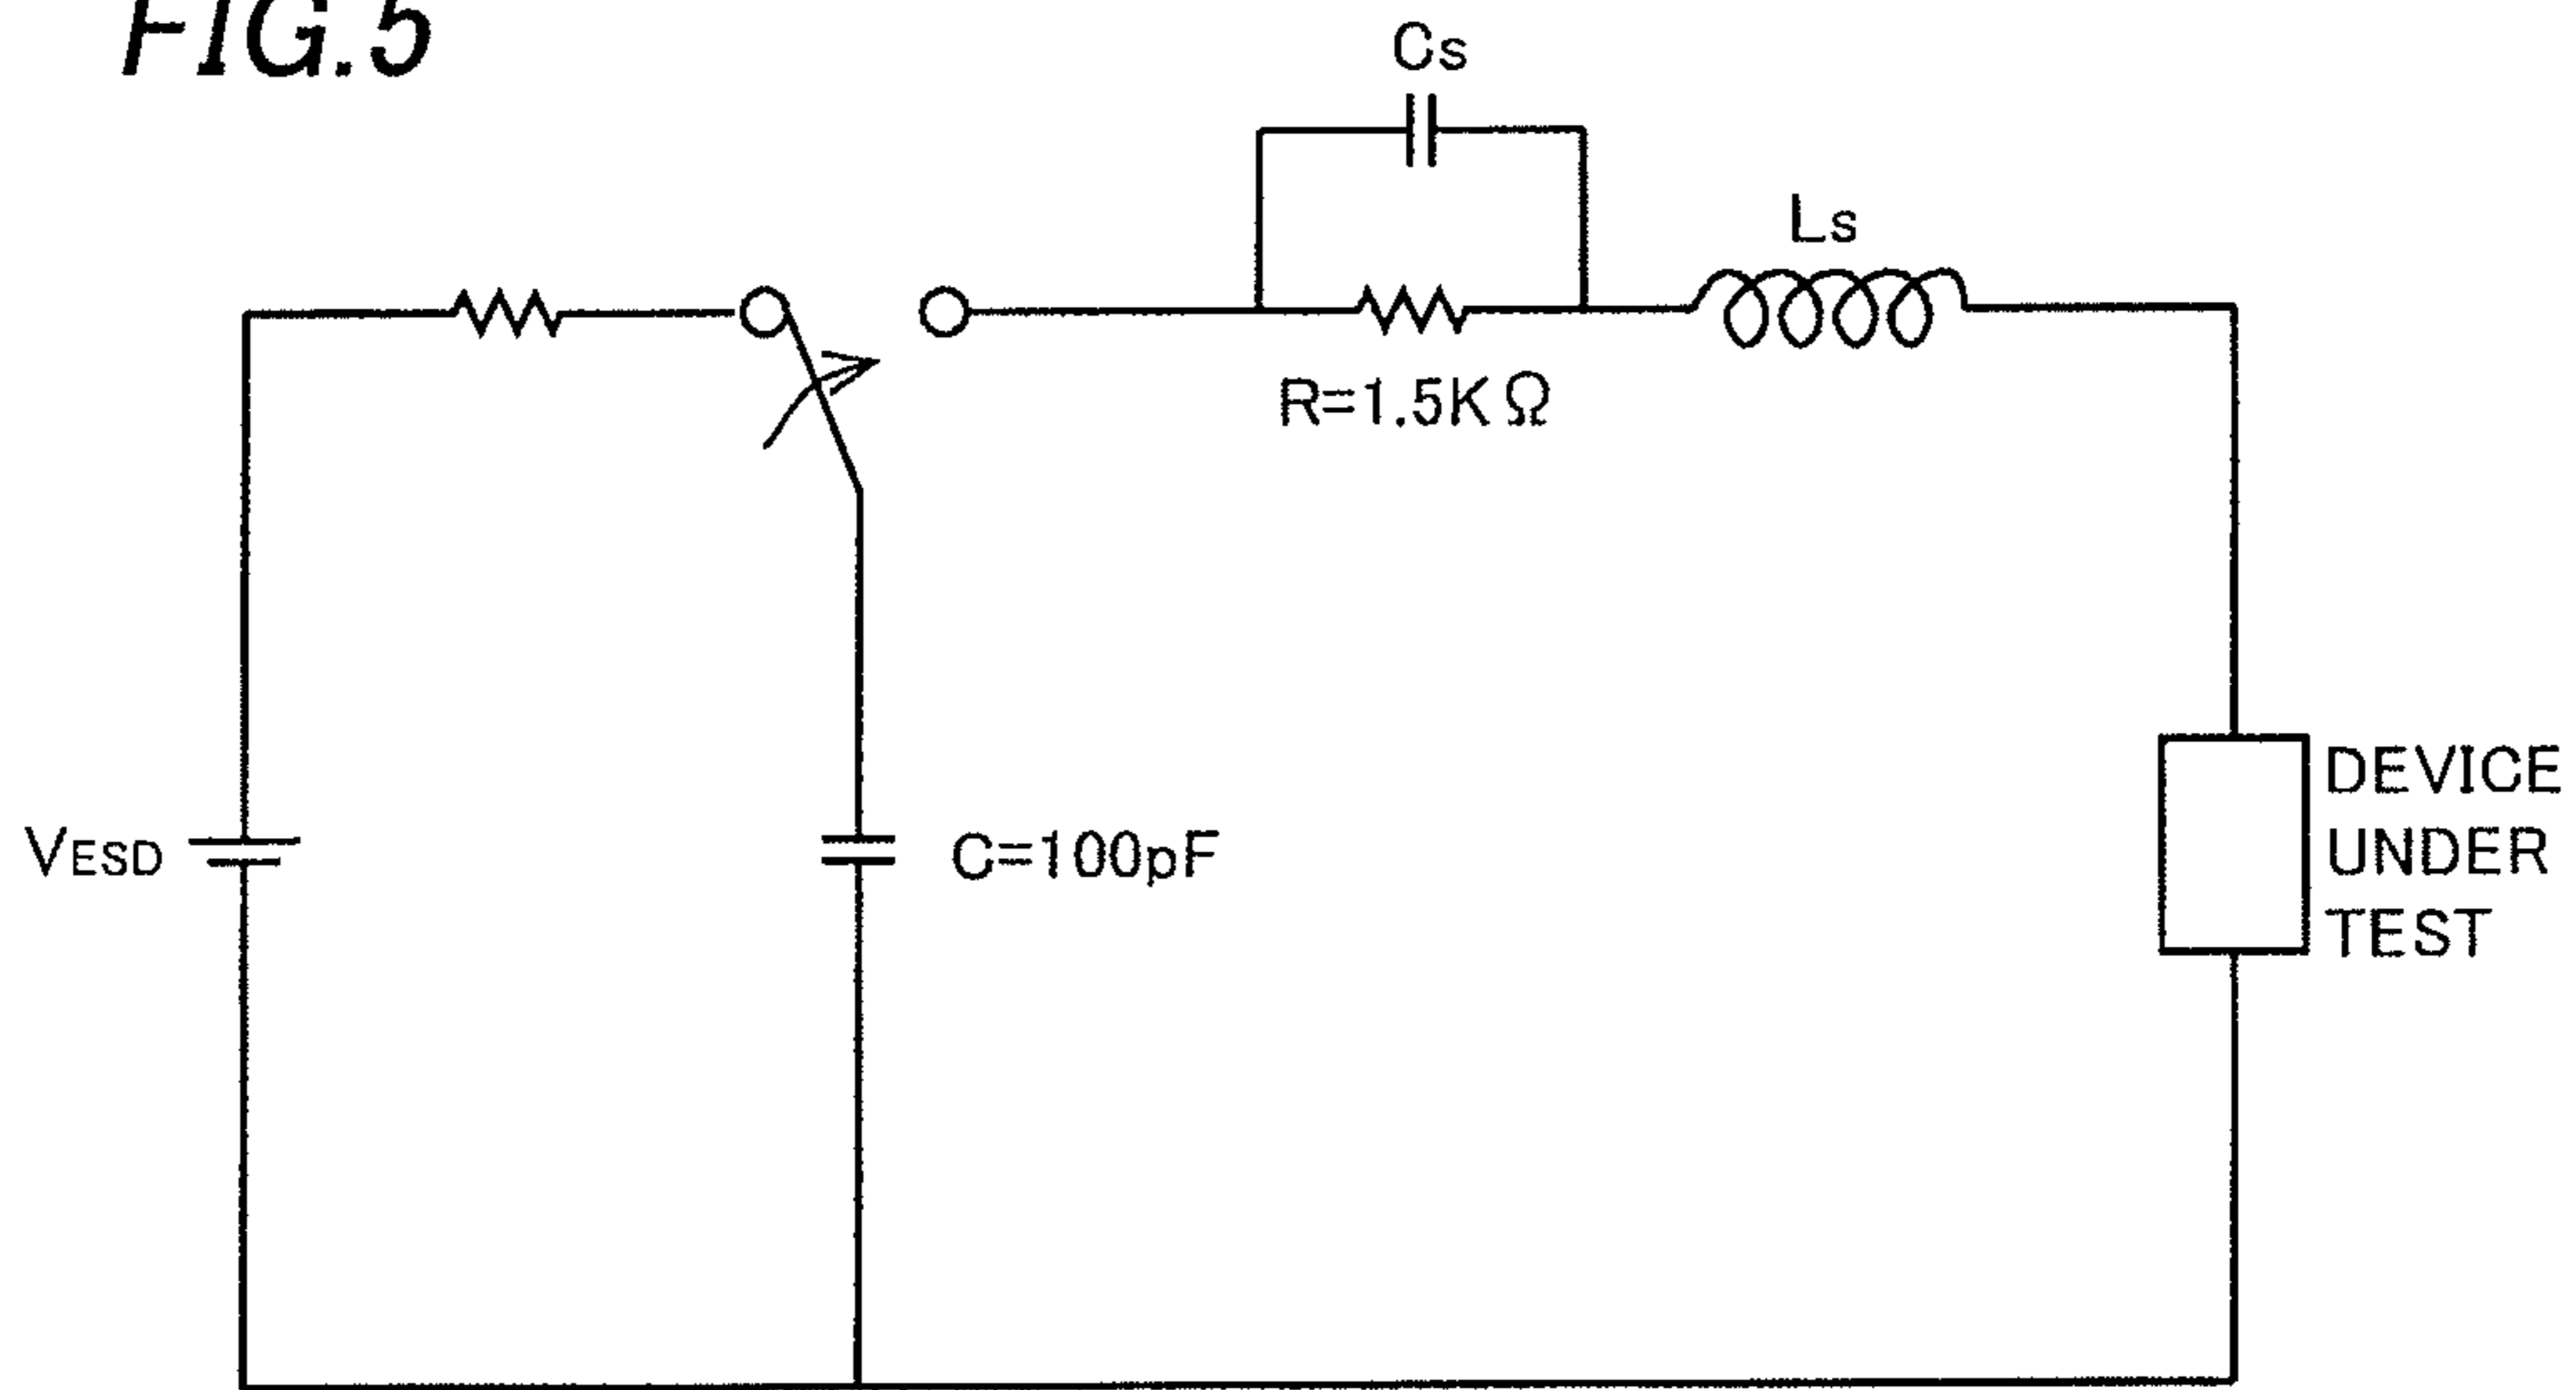 FIG.5
Cs
Ls
R=1.5KΩ
VESD
C=100pF
DEVICE
UNDER
TEST